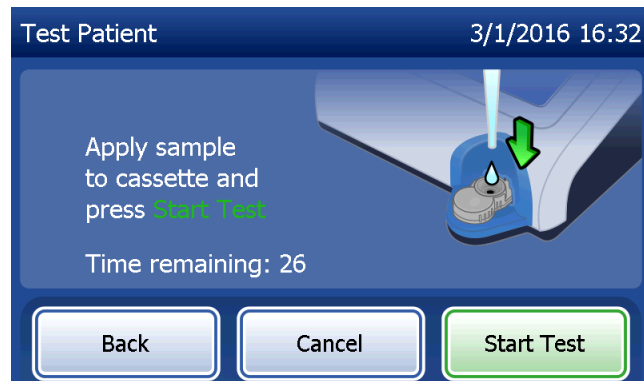 Test Patient 3/1/2016 16:32
Apply sample
to cassette and
press Start Test
Time remaining: 26
Back Cancel Start Test